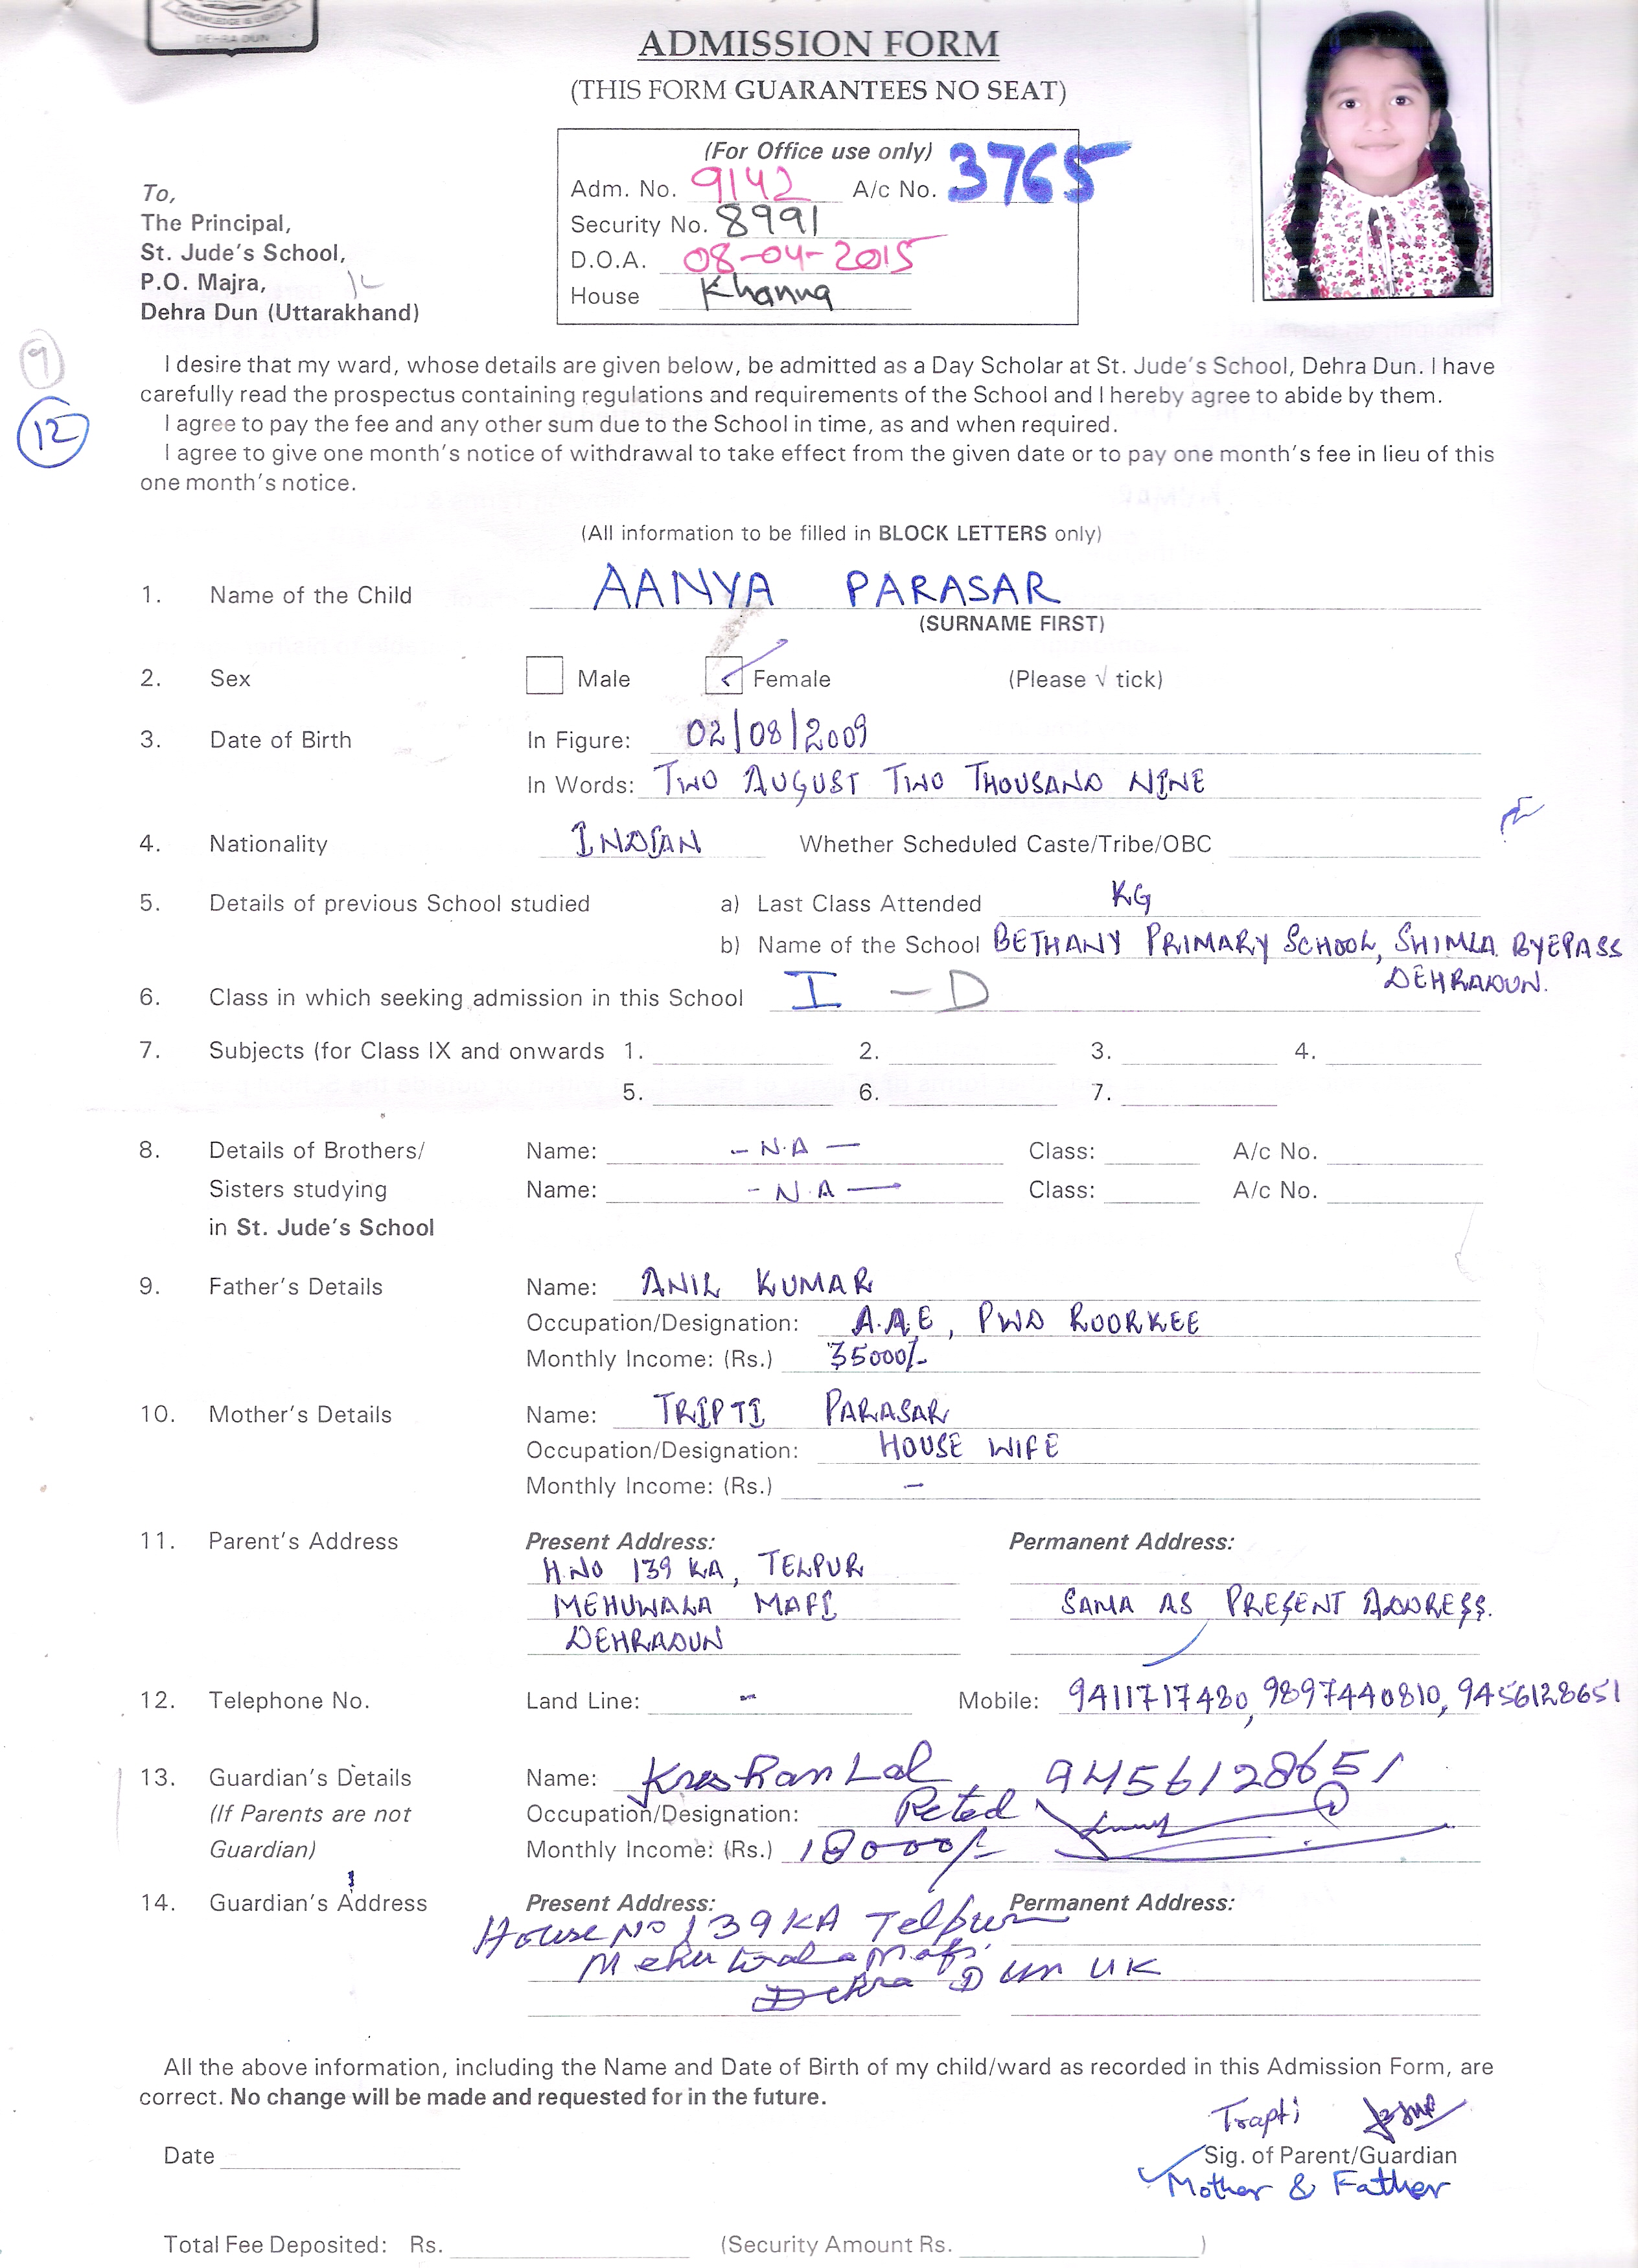 KNOWLEDGE IS LIGHT
DEHRA DUN
ADMISSION FORM
(THIS FORM GUARANTEES NO SEAT)
(For Office use only)
Adm. No. 9142 A/c No. 3765
Security No. 8991
D.O.A. 08-04-2015
House Khanna
To,
The Principal,
St. Jude's School,
P.O. Majra,
Dehra Dun (Uttarakhand)
9
12
I desire that my ward, whose details are given below, be admitted as a Day Scholar at St. Jude's School, Dehra Dun. I have
carefully read the prospectus containing regulations and requirements of the School and I hereby agree to abide by them.
I agree to pay the fee and any other sum due to the School in time, as and when required.
I agree to give one month's notice of withdrawal to take effect from the given date or to pay one month's fee in lieu of this
one month's notice.
(All information to be filled in BLOCK LETTERS only)
1. Name of the Child AANYA PARASAR
(SURNAME FIRST)
2. Sex Male Female (Please √ tick)
3. Date of Birth In Figure: 02/08/2009
In Words: TWO AUGUST TWO THOUSAND NINE
4. Nationality INDIAN Whether Scheduled Caste/Tribe/OBC
5. Details of previous School studied a) Last Class Attended KG
b) Name of the School BETHANY PRIMARY SCHOOL, SHIMLA BYEPASS
DEHRADUN.
6. Class in which seeking admission in this School I - D
7. Subjects (for Class IX and onwards 1. 2. 3. 4.
5. 6. 7.
8. Details of Brothers/ Name: - N.A - Class: A/c No.
Sisters studying Name: - N.A - Class: A/c No.
in St. Jude's School
9. Father's Details Name: ANIL KUMAR
Occupation/Designation: A.A.E, PWD ROORKEE
Monthly Income: (Rs.) 35000/-
10. Mother's Details Name: TRIPTI PARASAR
Occupation/Designation: HOUSE WIFE
Monthly Income: (Rs.) -
11. Parent's Address Present Address: Permanent Address:
H.NO 139 KA, TELPUR
MEHUWALA MAFI SAMA AS PRESENT ADDRESS.
DEHRADUN
12. Telephone No. Land Line: - Mobile: 9411717480, 9897440810, 9456128651
13. Guardian's Details Name: Krashan Lal 9456128651
(If Parents are not Occupation/Designation: Reted
Guardian) Monthly Income: (Rs.) 18000/-
14. Guardian's Address Present Address: Permanent Address:
House No 139 KA Telpur
Mehuwala Mafi
Dehra Dun UK
All the above information, including the Name and Date of Birth of my child/ward as recorded in this Admission Form, are
correct. No change will be made and requested for in the future.
Trapti
Date Sig. of Parent/Guardian
Mother & Father
Total Fee Deposited: Rs. (Security Amount Rs. )